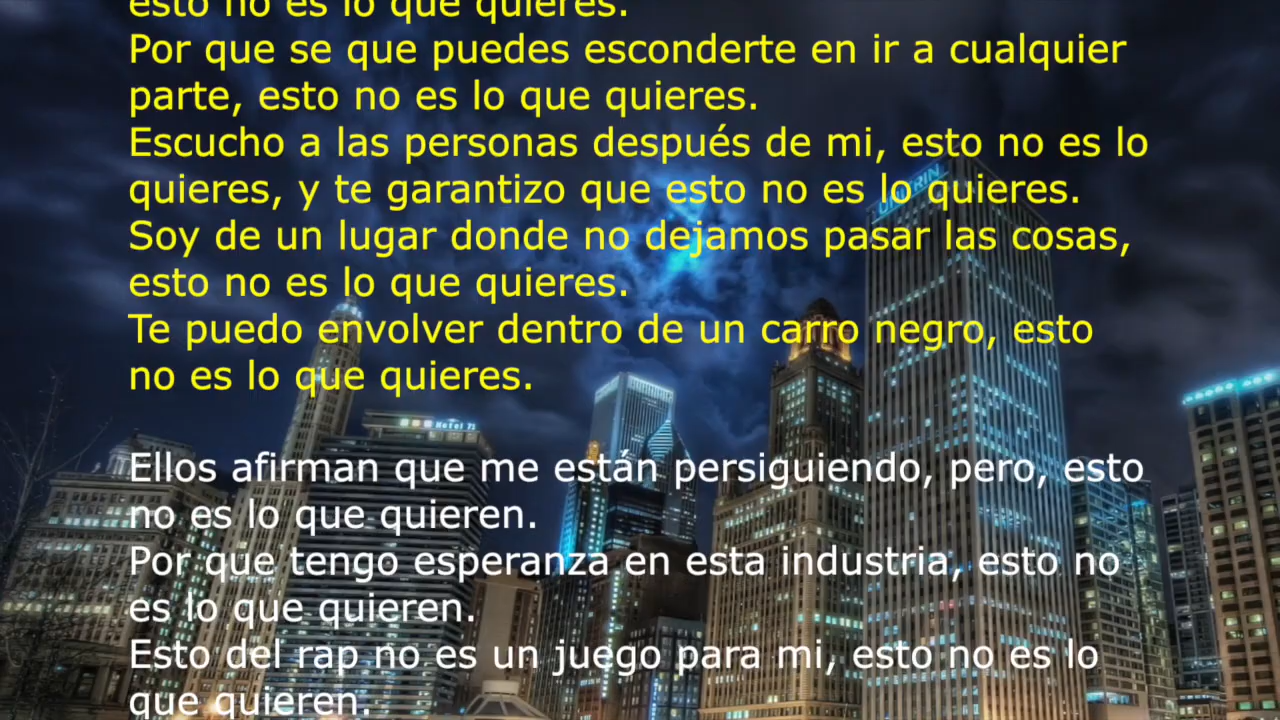 esto no es lo que quieres.
Por que se que puedes esconderte en ir a cualquier
parte, esto no es lo que quieres.
Escucho a las personas después de mi, esto no es lo
quieres, y te garantizo que esto no es lo quieres.
Soy de un lugar donde no dejamos pasar las cosas,
esto no es lo que quieres.
Te puedo envolver dentro de un carro negro, esto
no es lo que quieres.
Hotel 71
Ellos afirman que me están persiguiendo, pero, esto
no es lo que quieren.
Por que tengo esperanza en esta industria, esto no
es lo que quieren.
Esto del rap no es un juego para mi, esto no es lo
que quieren.